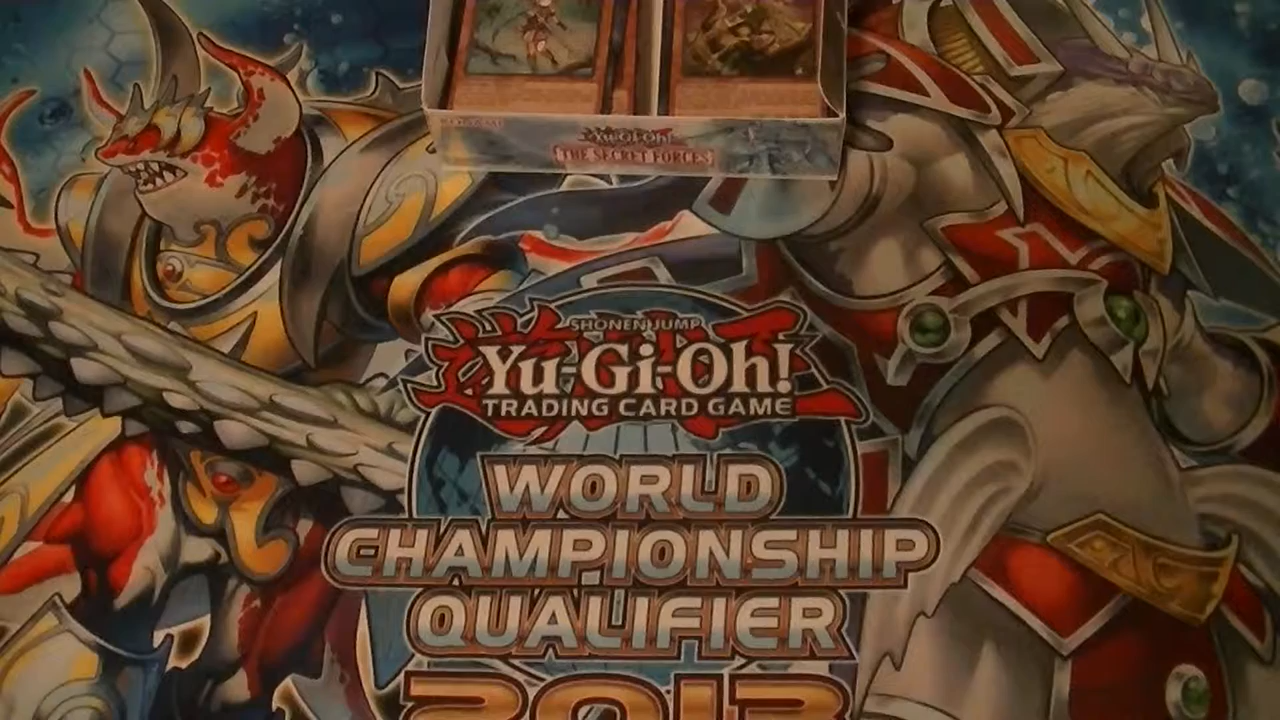 Yu-Gi-Oh!
THE SECRET FORCES
SHONEN JUMP
Yu-Gi-Oh!
TRADING CARD GAME
WORLD
CHAMPIONSHIP
QUALIFIER
2013